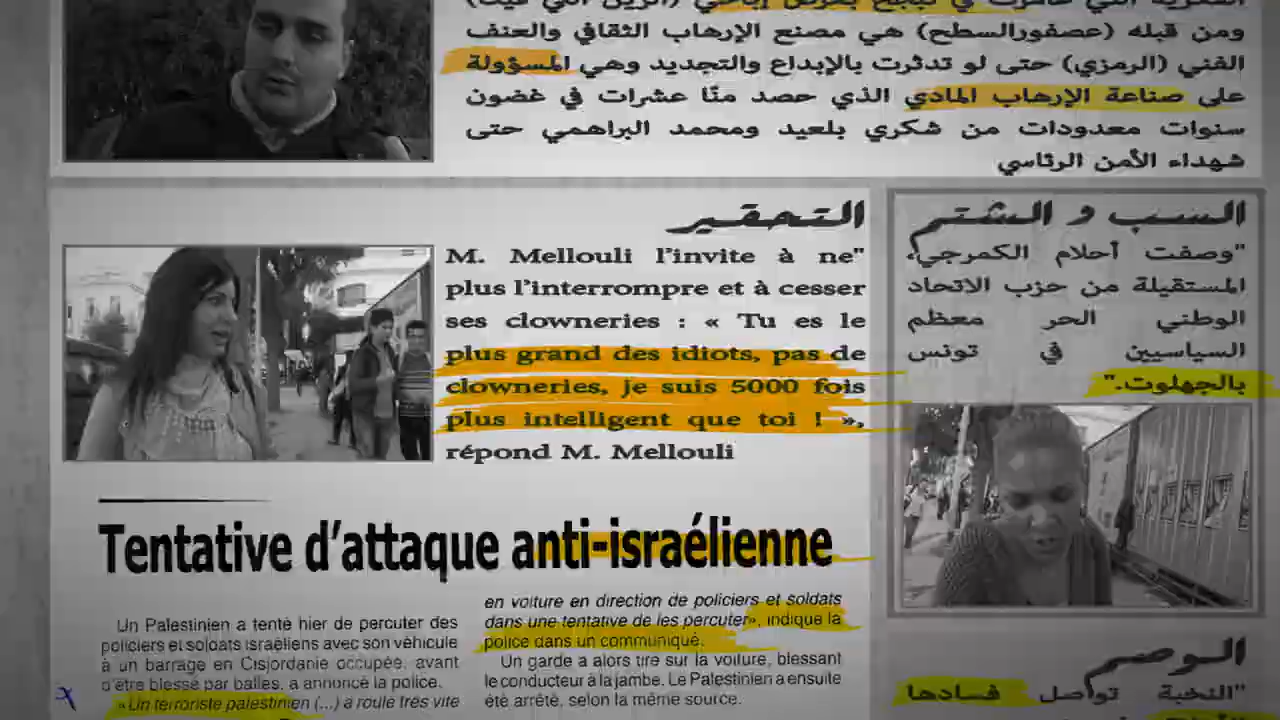 ومن قبله (عصفورالسطح) هي مصنع الإرهاب الثقافي والعنف
الفني (الرمزي) حتى لو تدثرت بالإبداع والتجديد وهي المسؤولة
على صناعة الإرهاب المادي الذي حصد منّا عشرات في غضون
سنوات معدودات من شكري بلعيد ومحمد البراهمي حتى
شهداء الأمن الرئاسي
التحقير
M. Mellouli l'invite à ne"
plus l'interrompre et à cesser
ses clowneries : « Tu es le
plus grand des idiots, pas de
clowneries, je suis 5000 fois
plus intelligent que toi ! »,
répond M. Mellouli
السب و الشتم
"وصفت أحلام الكمرجي،
المستقيلة من حزب الاتحاد
الوطني الحر معظم
السياسيين في تونس
بالجهلوت."
Tentative d'attaque anti-israélienne
Un Palestinien a tenté hier de percuter des
policiers et soldats israéliens avec son véhicule
à un barrage en Cisjordanie occupée, avant
d'être blessé par balles, a annoncé la police.
« Un terroriste palestinien (...) a roulé très vite
en voiture en direction de policiers et soldats
dans une tentative de les percuter», indique la
police dans un communiqué.
Un garde a alors tiré sur la voiture, blessant
le conducteur à la jambe. Le Palestinien a ensuite
été arrêté, selon la même source.
الوصم
"النخبة تواصل فسادها